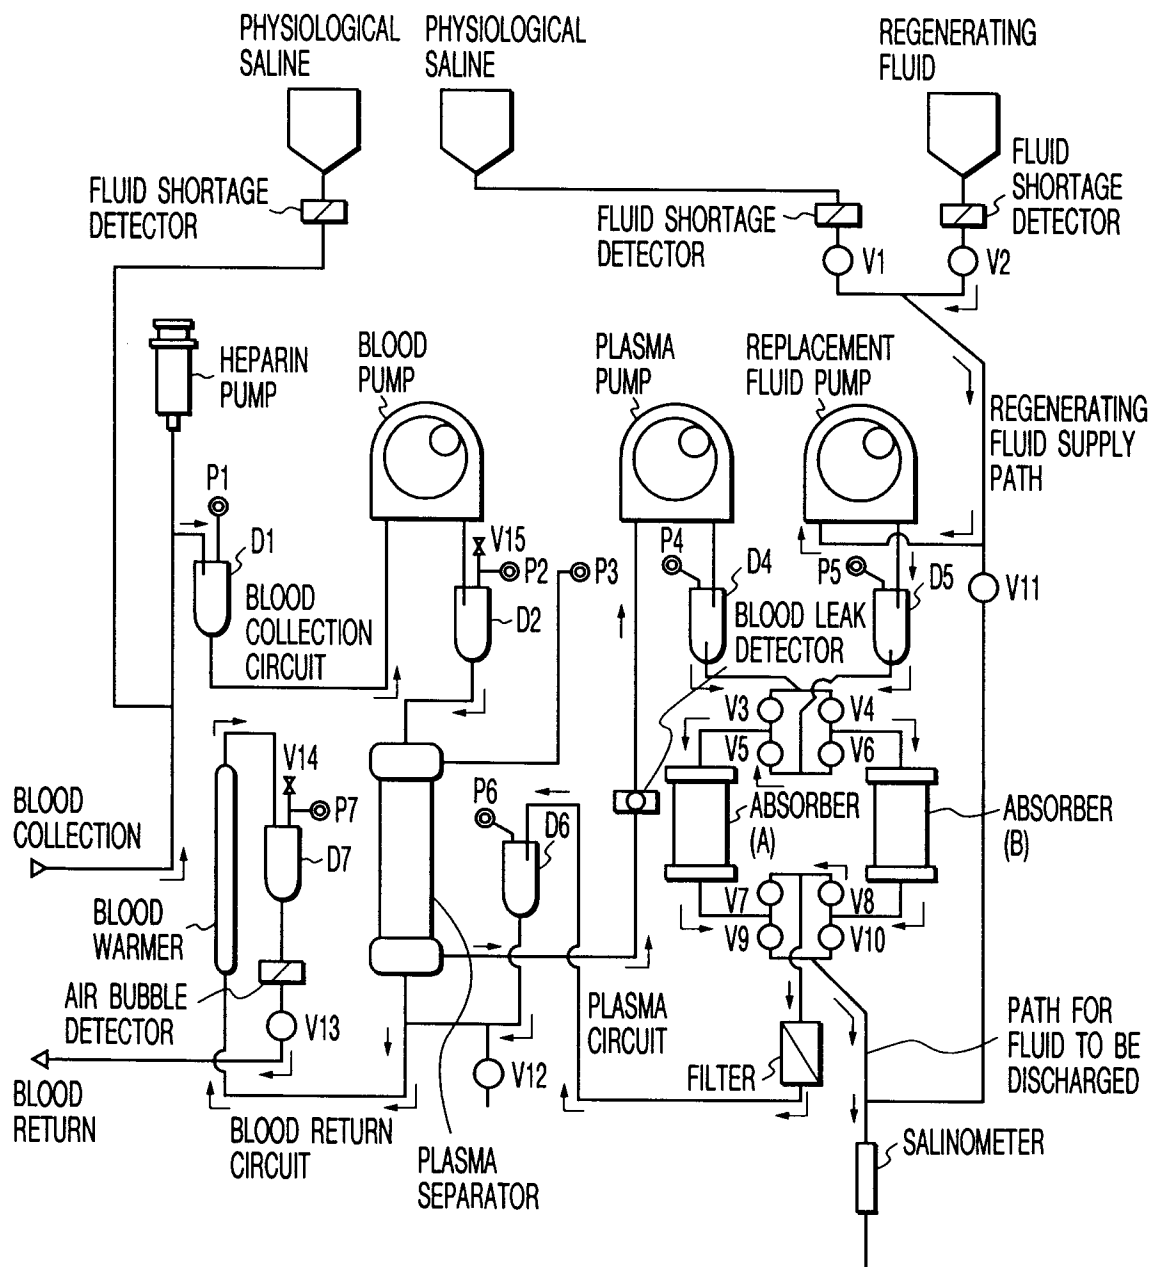 PHYSIOLOGICAL
SALINE
PHYSIOLOGICAL
SALINE
REGENERATING
FLUID
FLUID SHORTAGE
DETECTOR
FLUID SHORTAGE
DETECTOR
FLUID
SHORTAGE
DETECTOR
V1
V2
HEPARIN
PUMP
BLOOD
PUMP
PLASMA
PUMP
REPLACEMENT
FLUID PUMP
REGENERATING
FLUID SUPPLY
PATH
P1
D1
V15
P2
P3
D2
P4
D4
P5
D5
V11
BLOOD
COLLECTION
CIRCUIT
BLOOD LEAK
DETECTOR
V3
V4
V5
V6
V14
P7
D7
P6
D6
ABSORBER
(A)
ABSORBER
(B)
BLOOD
COLLECTION
BLOOD
WARMER
V7
V8
V9
V10
AIR BUBBLE
DETECTOR
V13
PLASMA
CIRCUIT
PATH FOR
FLUID TO BE
DISCHARGED
BLOOD
RETURN
V12
FILTER
BLOOD RETURN
CIRCUIT
PLASMA
SEPARATOR
SALINOMETER